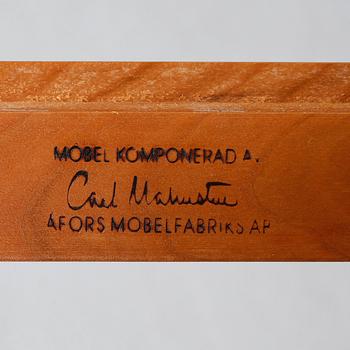 MÖBEL KOMPONERAD A.
Carl Malmsten
ÅFORS MÖBELFABRIKS AB